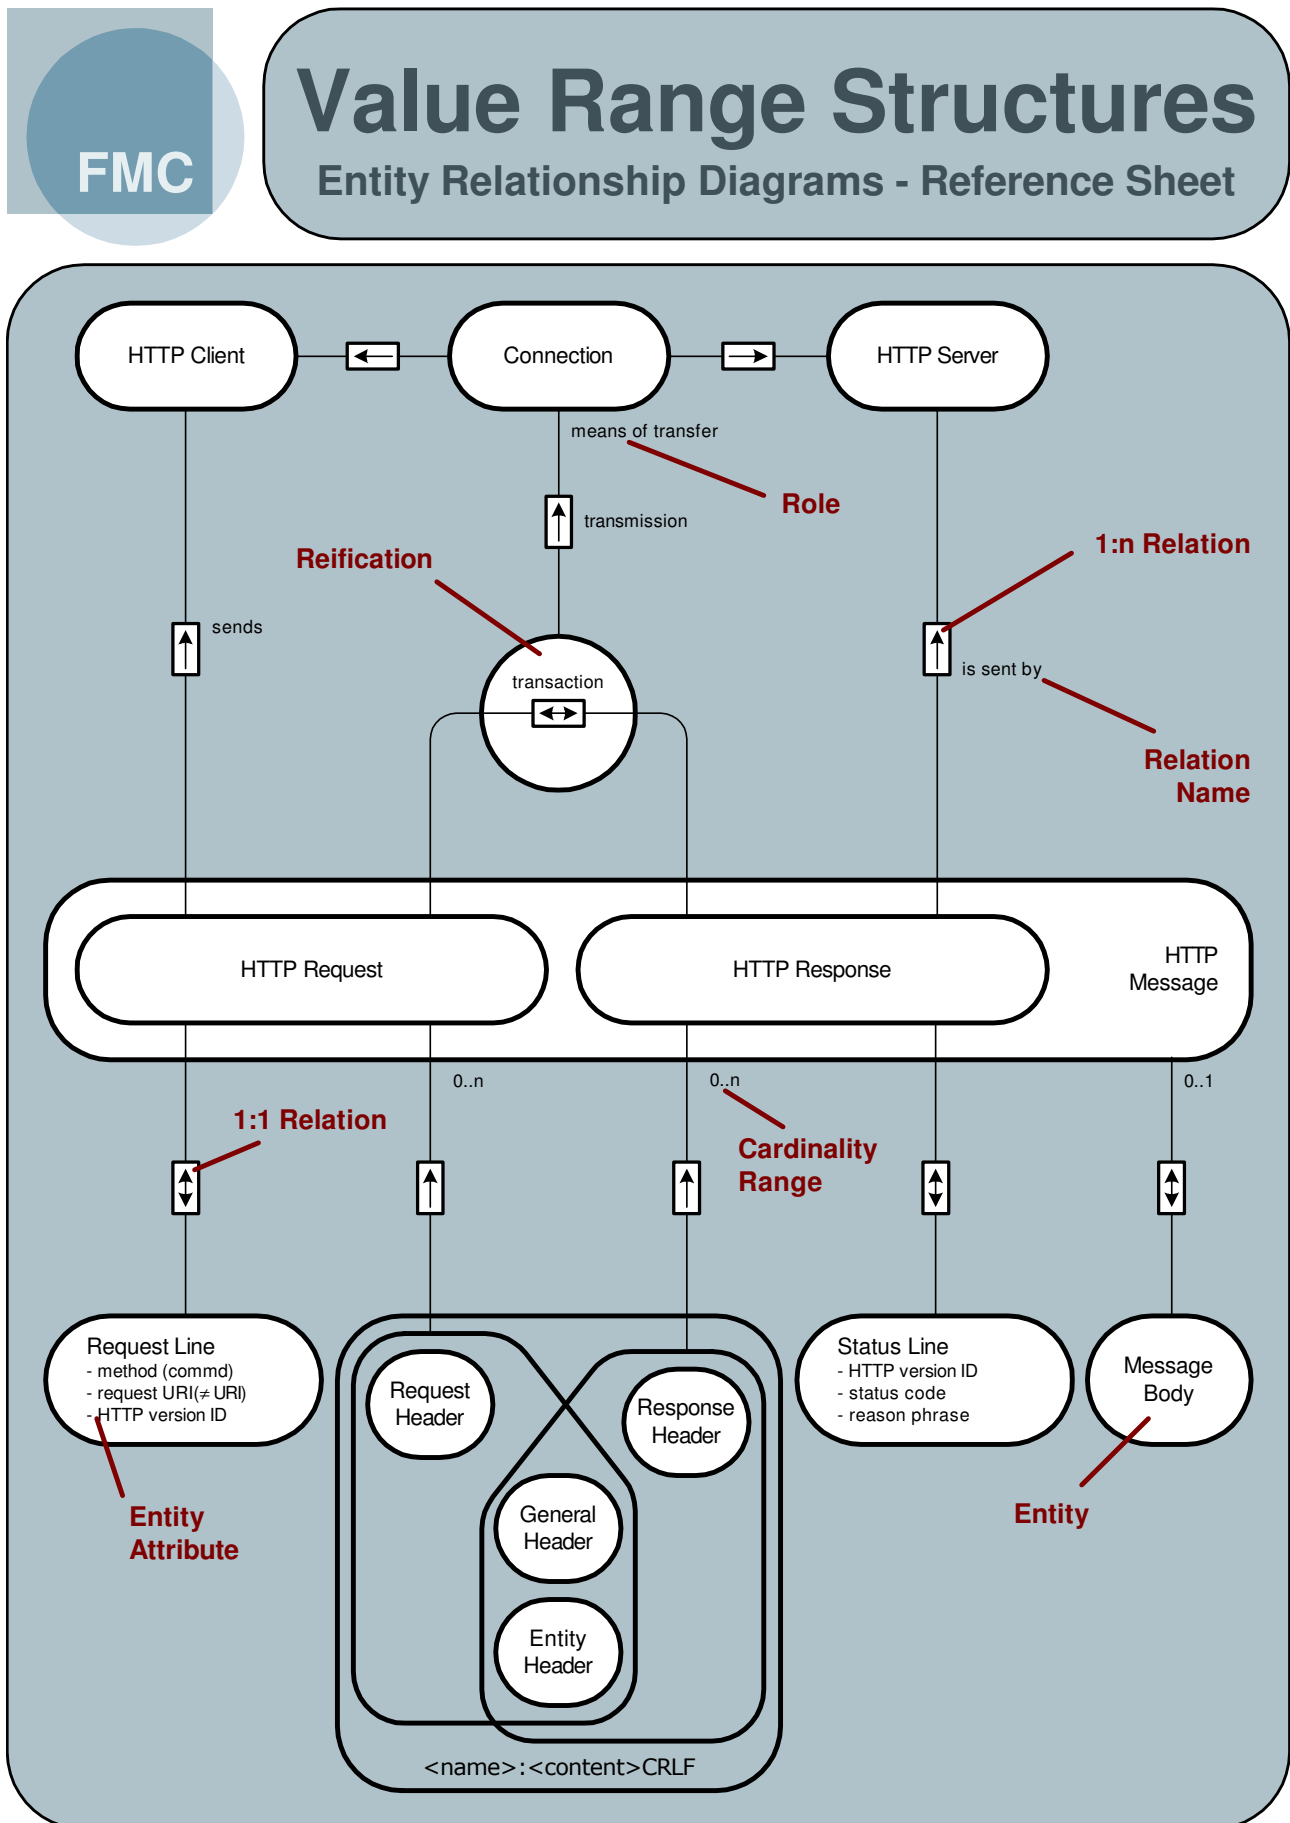 FMC
Value Range Structures
Entity Relationship Diagrams - Reference Sheet
HTTP Client
Connection
HTTP Server
means of transfer
Role
transmission
1:n Relation
Reification
sends
is sent by
transaction
Relation
Name
HTTP Request
HTTP Response
HTTP
Message
0..n
0..n
0..1
1:1 Relation
Cardinality
Range
Request Line
- method (commd)
- request URI(≠ URI)
- HTTP version ID
Request
Header
Response
Header
Status Line
- HTTP version ID
- status code
- reason phrase
Message
Body
Entity
Attribute
General
Header
Entity
Entity
Header
<name>:<content>CRLF